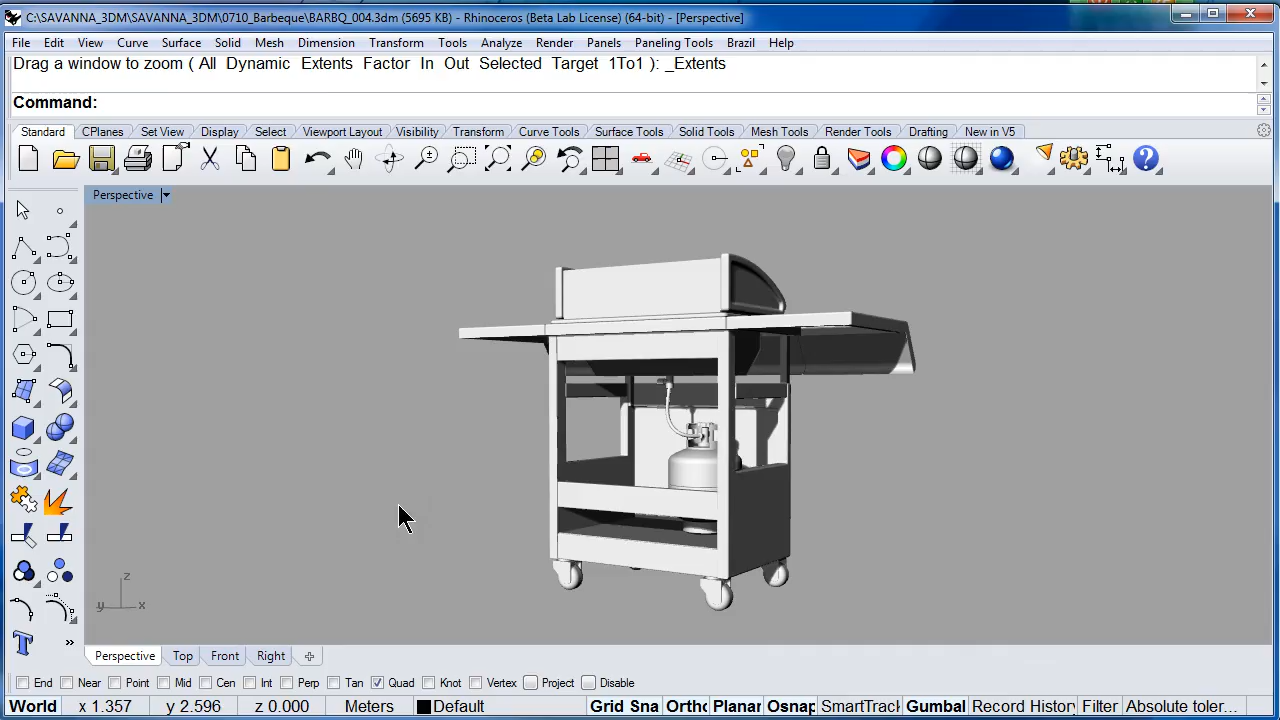 C:\SAVANNA_3DM\SAVANNA_3DM\0710_Barbeque\BARBQ_004.3dm (5695 KB) - Rhinoceros (Beta Lab License) (64-bit) - [Perspective]
File Edit View Curve Surface Solid Mesh Dimension Transform Tools Analyze Render Panels Paneling Tools Brazil Help
Drag a window to zoom ( All Dynamic Extents Factor In Out Selected Target 1To1 ): _Extents
Command:
Standard CPlanes Set View Display Select Viewport Layout Visibility Transform Curve Tools Surface Tools Solid Tools Mesh Tools Render Tools Drafting New in V5
Perspective
z
y x
Perspective Top Front Right
End Near Point Mid Cen Int Perp Tan Quad Knot Vertex Project Disable
World x 1.357 y 2.596 z 0.000 Meters Default Grid Sna Ortho Planar Osnap SmartTrack Gumbal Record History Filter Absolute toler...